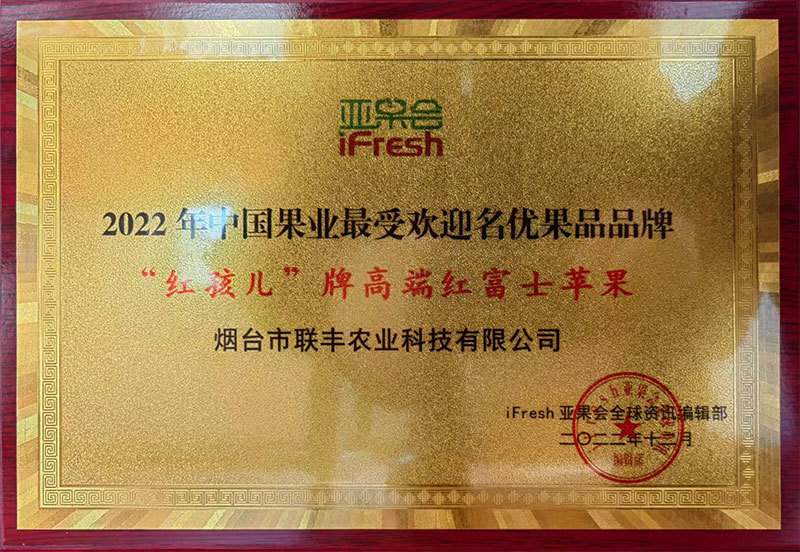 亚果会
iFresh
2022 年中国果业最受欢迎名优果品品牌
“红孩儿”牌高端红富士苹果
烟台市联丰农业科技有限公司
iFresh 亚果会全球资讯编辑部
二〇二二年十二月
编辑部